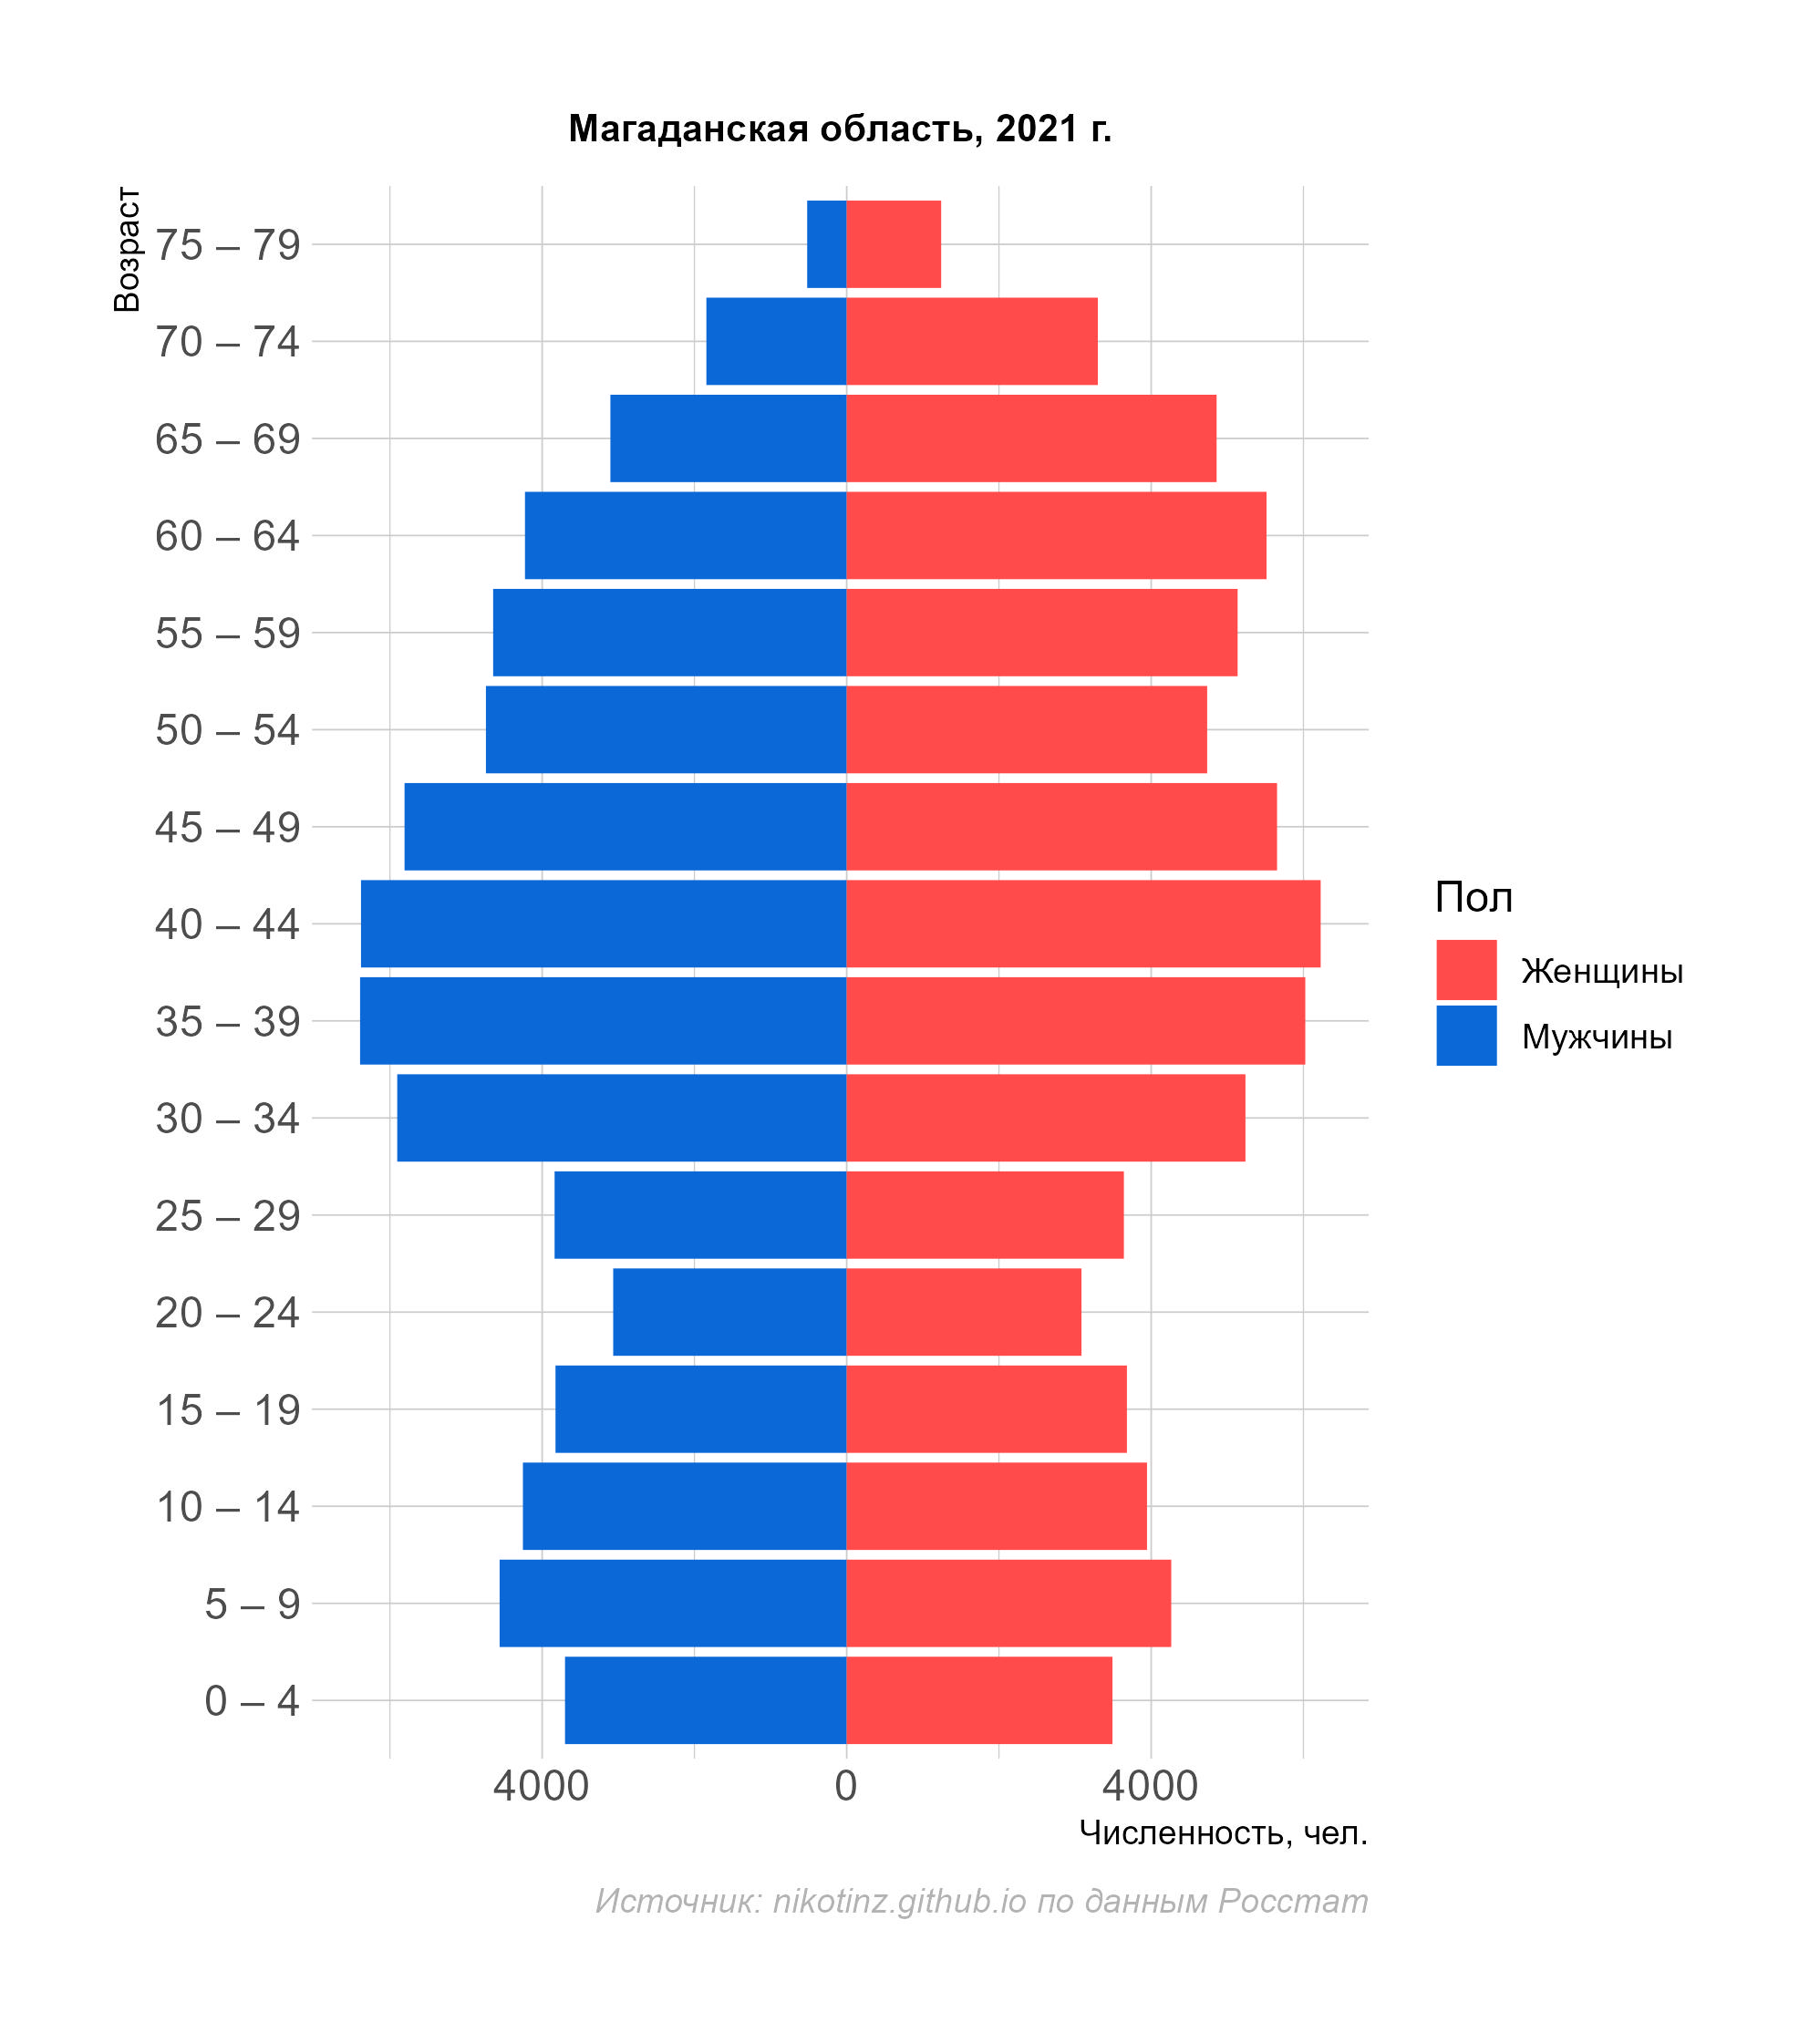 Магаданская область, 2021 г.
Возраст
75 – 79
70 – 74
65 – 69
60 – 64
55 – 59
50 – 54
45 – 49
40 – 44
35 – 39
30 – 34
25 – 29
20 – 24
15 – 19
10 – 14
5 – 9
0 – 4
4000 0 4000
Численность, чел.
Пол
Женщины
Мужчины
Источник: nikotinz.github.io по данным Росстат